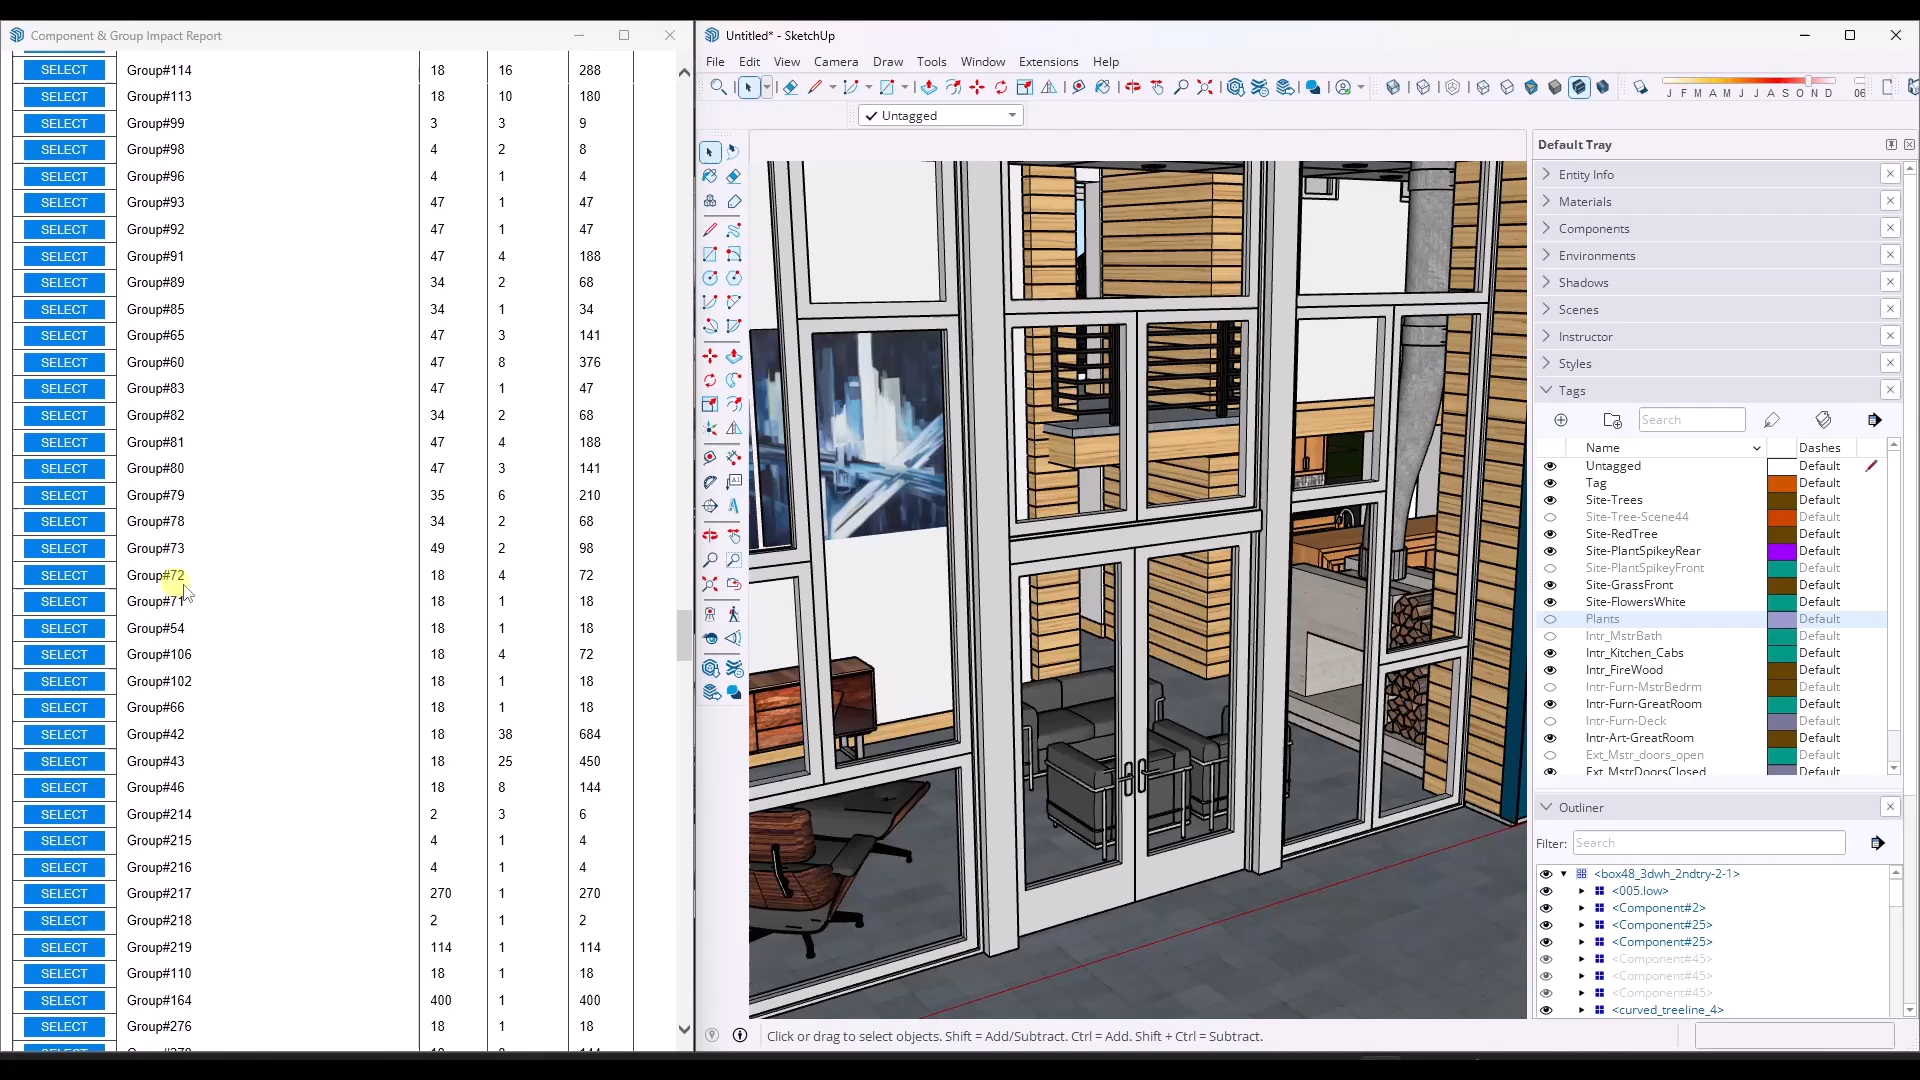 Component & Group Impact Report
SELECT Group#114 18 16 288
SELECT Group#113 18 10 180
SELECT Group#99 3 3 9
SELECT Group#98 4 2 8
SELECT Group#96 4 1 4
SELECT Group#93 47 1 47
SELECT Group#92 47 1 47
SELECT Group#91 47 4 188
SELECT Group#89 34 2 68
SELECT Group#85 34 1 34
SELECT Group#65 47 3 141
SELECT Group#60 47 8 376
SELECT Group#83 47 1 47
SELECT Group#82 34 2 68
SELECT Group#81 47 4 188
SELECT Group#80 47 3 141
SELECT Group#79 35 6 210
SELECT Group#78 34 2 68
SELECT Group#73 49 2 98
SELECT Group#72 18 4 72
SELECT Group#71 18 1 18
SELECT Group#54 18 1 18
SELECT Group#106 18 4 72
SELECT Group#102 18 1 18
SELECT Group#66 18 1 18
SELECT Group#42 18 38 684
SELECT Group#43 18 25 450
SELECT Group#46 18 8 144
SELECT Group#214 2 3 6
SELECT Group#215 4 1 4
SELECT Group#216 4 1 4
SELECT Group#217 270 1 270
SELECT Group#218 2 1 2
SELECT Group#219 114 1 114
SELECT Group#110 18 1 18
SELECT Group#164 400 1 400
SELECT Group#276 18 1 18
Untitled* - SketchUp
File Edit View Camera Draw Tools Window Extensions Help
J F M A M J J A S O N D 06
Untagged
Default Tray
Entity Info
Materials
Components
Environments
Shadows
Scenes
Instructor
Styles
Tags
Search
Name Dashes
Untagged Default
Tag Default
Site-Trees Default
Site-Tree-Scene44 Default
Site-RedTree Default
Site-PlantSpikeyRear Default
Site-PlantSpikeyFront Default
Site-GrassFront Default
Site-FlowersWhite Default
Plants Default
Intr_MstrBath Default
Intr_Kitchen_Cabs Default
Intr_FireWood Default
Intr-Furn-MstrBedrm Default
Intr-Furn-GreatRoom Default
Intr-Furn-Deck Default
Intr-Art-GreatRoom Default
Ext_Mstr_doors_open Default
Ext_MstrDoorsClosed Default
Outliner
Filter: Search
<box48_3dwh_2ndtry-2-1>
<005.low>
<Component#2>
<Component#25>
<Component#25>
<Component#45>
<Component#45>
<Component#45>
<curved_treeline_4>
Click or drag to select objects. Shift = Add/Subtract. Ctrl = Add. Shift + Ctrl = Subtract.